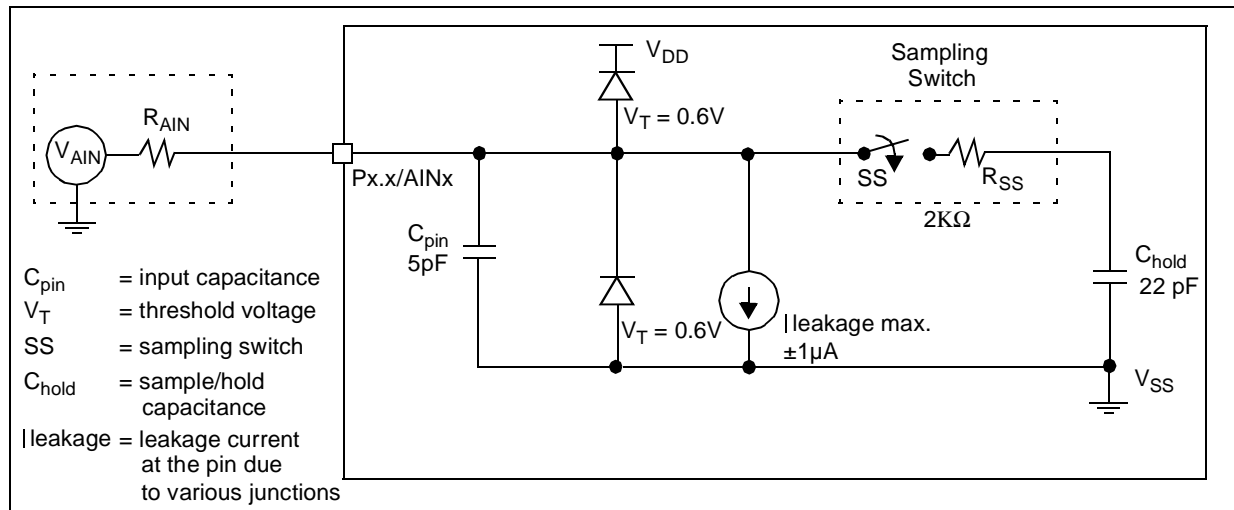 V_DD
Sampling
Switch
R_AIN
V_T = 0.6V
V_AIN
Px.x/AINx
SS
R_SS
2KΩ
C_pin
5pF
C_hold
22 pF
V_T = 0.6V
I leakage max.
±1µA
V_SS
C_pin = input capacitance
V_T = threshold voltage
SS = sampling switch
C_hold = sample/hold
capacitance
I leakage = leakage current
at the pin due
to various junctions